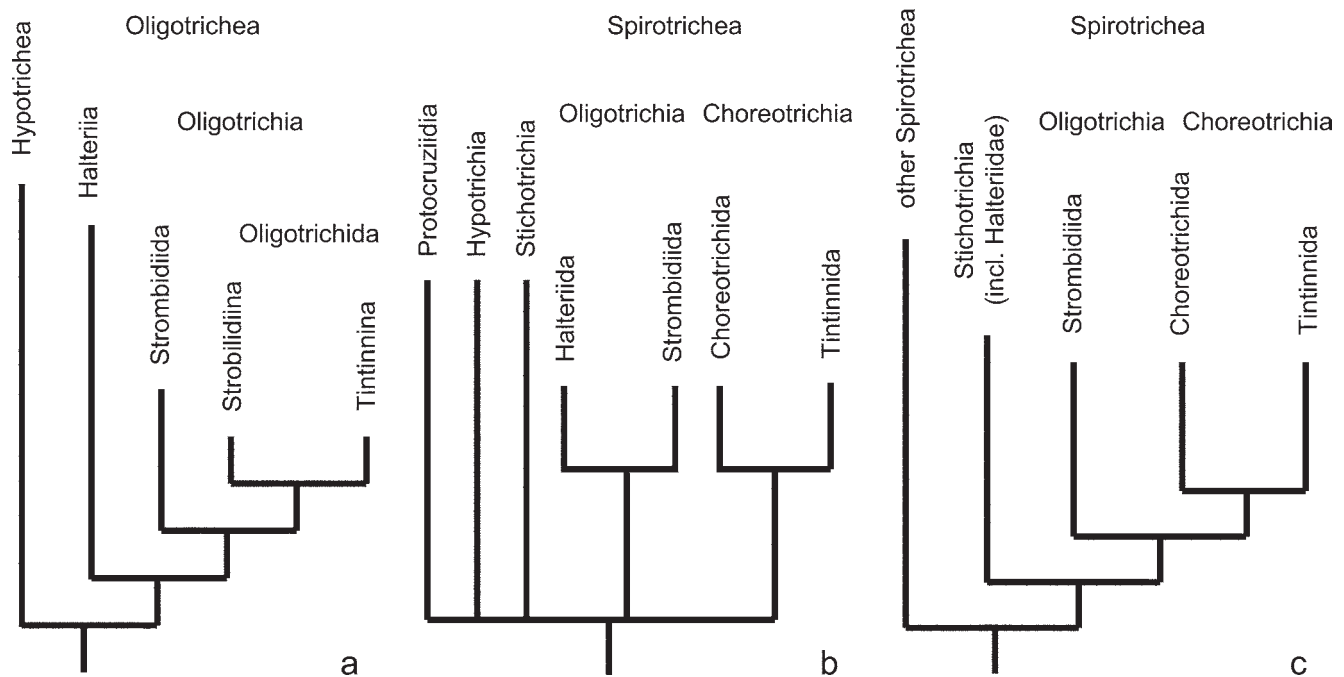 Oligotrichea
Hypotrichea
Halteriia
Oligotrichia
Strombidiida
Oligotrichida
Strobilidiina
Tintinnina
a
Spirotrichea
Protocruziidia
Hypotrichia
Stichotrichia
Oligotrichia
Choreotrichia
Halteriida
Strombidiida
Choreotrichida
Tintinnida
b
Spirotrichea
other Spirotrichea
Stichotrichia
(incl. Halteriidae)
Oligotrichia
Choreotrichia
Strombidiida
Choreotrichida
Tintinnida
c